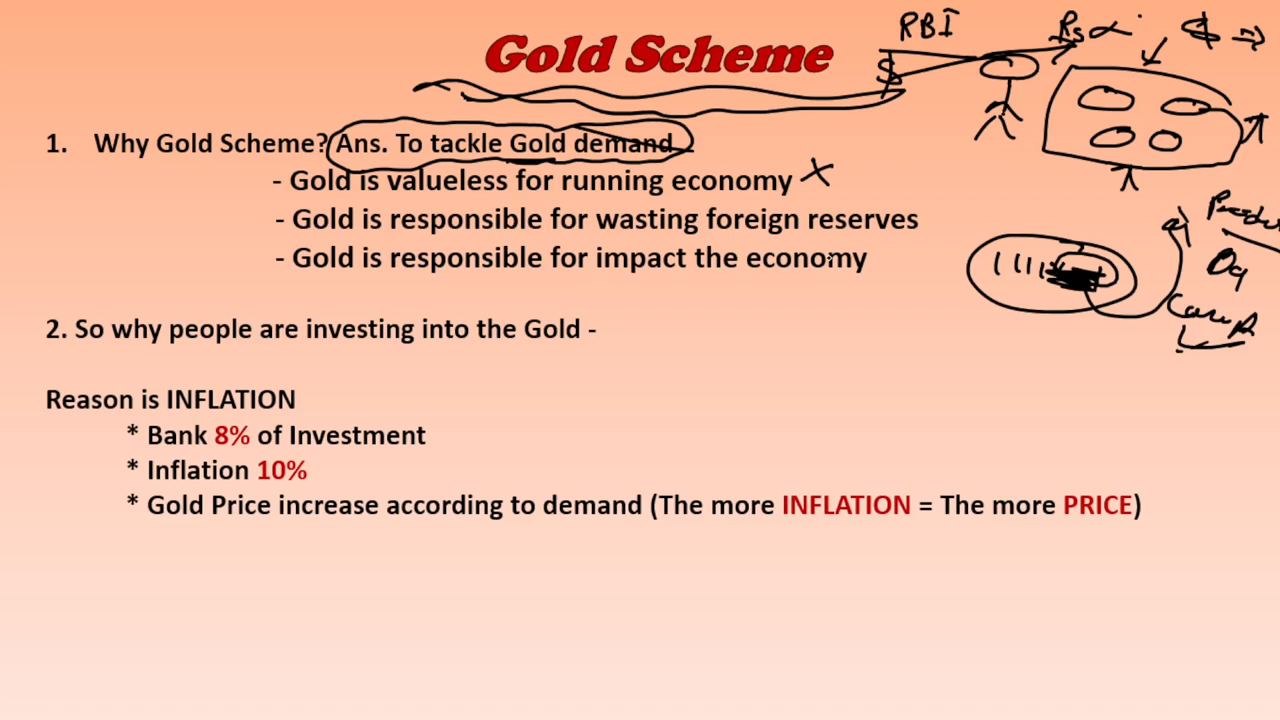 Gold Scheme
RBI
Rs
$
$
1. Why Gold Scheme? Ans. To tackle Gold demand
- Gold is valueless for running economy
- Gold is responsible for wasting foreign reserves
- Gold is responsible for impact the economy
2. So why people are investing into the Gold -
Reason is INFLATION
* Bank 8% of Investment
* Inflation 10%
* Gold Price increase according to demand (The more INFLATION = The more PRICE)